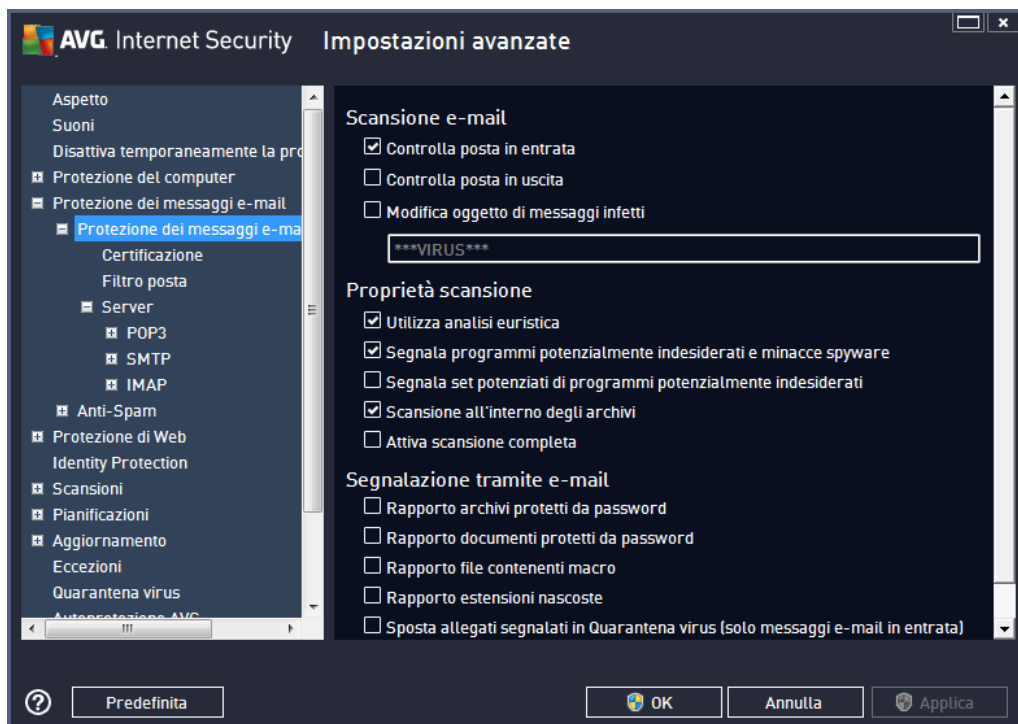 AVG. Internet Security Impostazioni avanzate
Aspetto
Suoni
Disattiva temporaneamente la pro
Protezione del computer
Protezione dei messaggi e-mail
Protezione dei messaggi e-ma
Certificazione
Filtro posta
Server
POP3
SMTP
IMAP
Anti-Spam
Protezione di Web
Identity Protection
Scansioni
Pianificazioni
Aggiornamento
Eccezioni
Quarantena virus
Autoprotezione AVG
Scansione e-mail
Controlla posta in entrata
Controlla posta in uscita
Modifica oggetto di messaggi infetti
***VIRUS***
Proprietà scansione
Utilizza analisi euristica
Segnala programmi potenzialmente indesiderati e minacce spyware
Segnala set potenziati di programmi potenzialmente indesiderati
Scansione all'interno degli archivi
Attiva scansione completa
Segnalazione tramite e-mail
Rapporto archivi protetti da password
Rapporto documenti protetti da password
Rapporto file contenenti macro
Rapporto estensioni nascoste
Sposta allegati segnalati in Quarantena virus (solo messaggi e-mail in entrata)
Predefinita
OK
Annulla
Applica